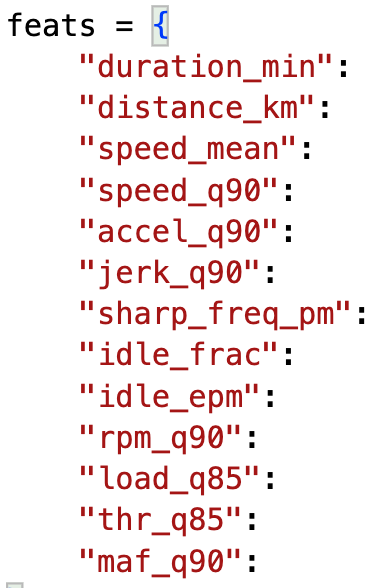 feats = {
    "duration_min":
    "distance_km":
    "speed_mean":
    "speed_q90":
    "accel_q90":
    "jerk_q90":
    "sharp_freq_pm":
    "idle_frac":
    "idle_epm":
    "rpm_q90":
    "load_q85":
    "thr_q85":
    "maf_q90":